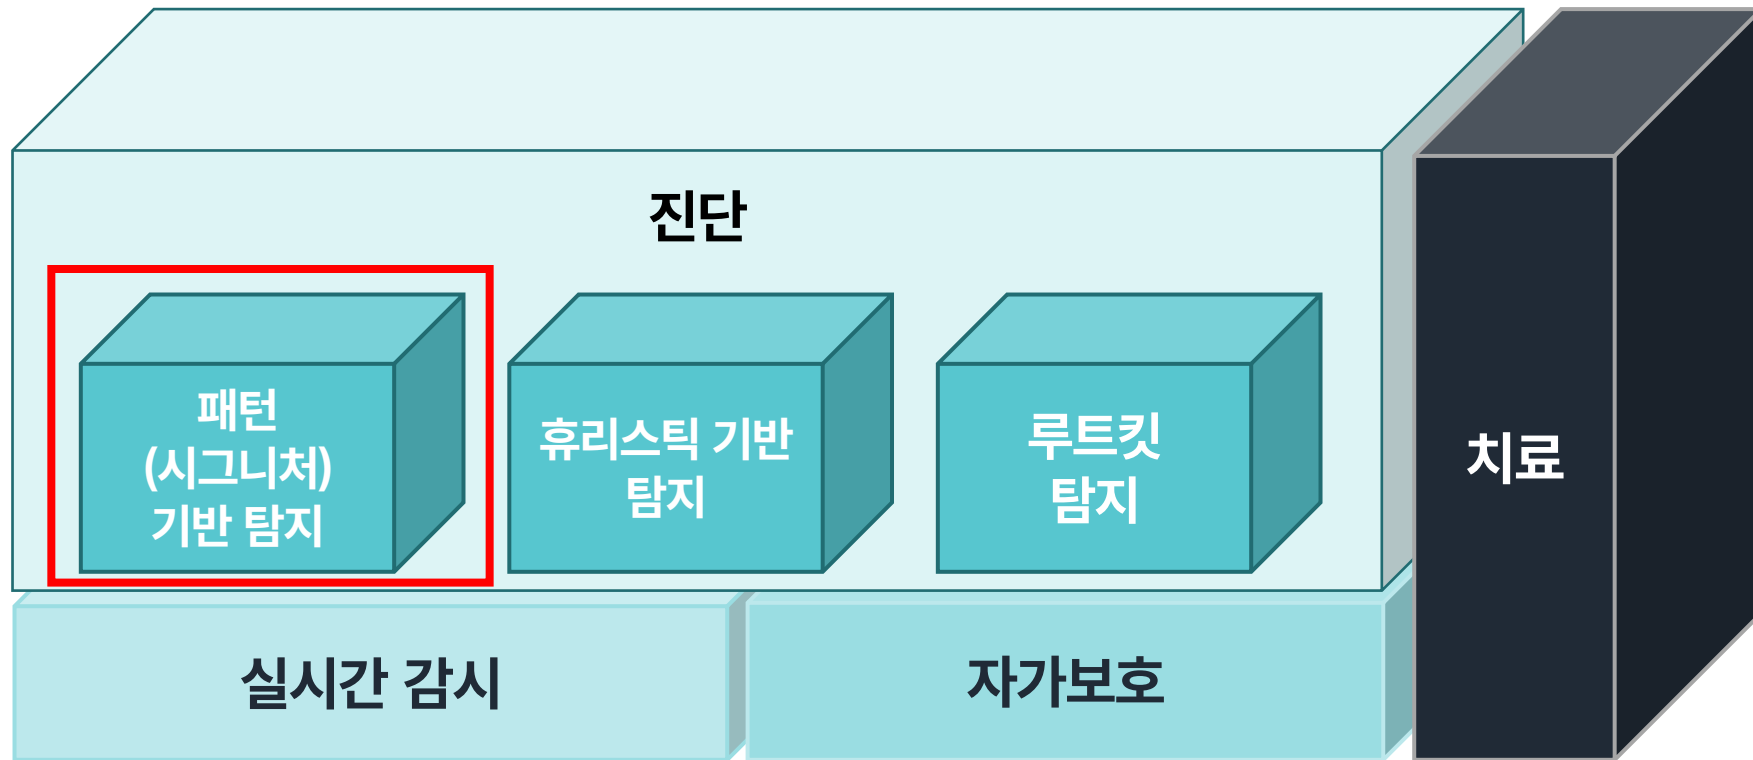 진단
패턴
(시그니처)
기반 탐지
휴리스틱 기반
탐지
루트킷
탐지
치료
실시간 감시
자가보호